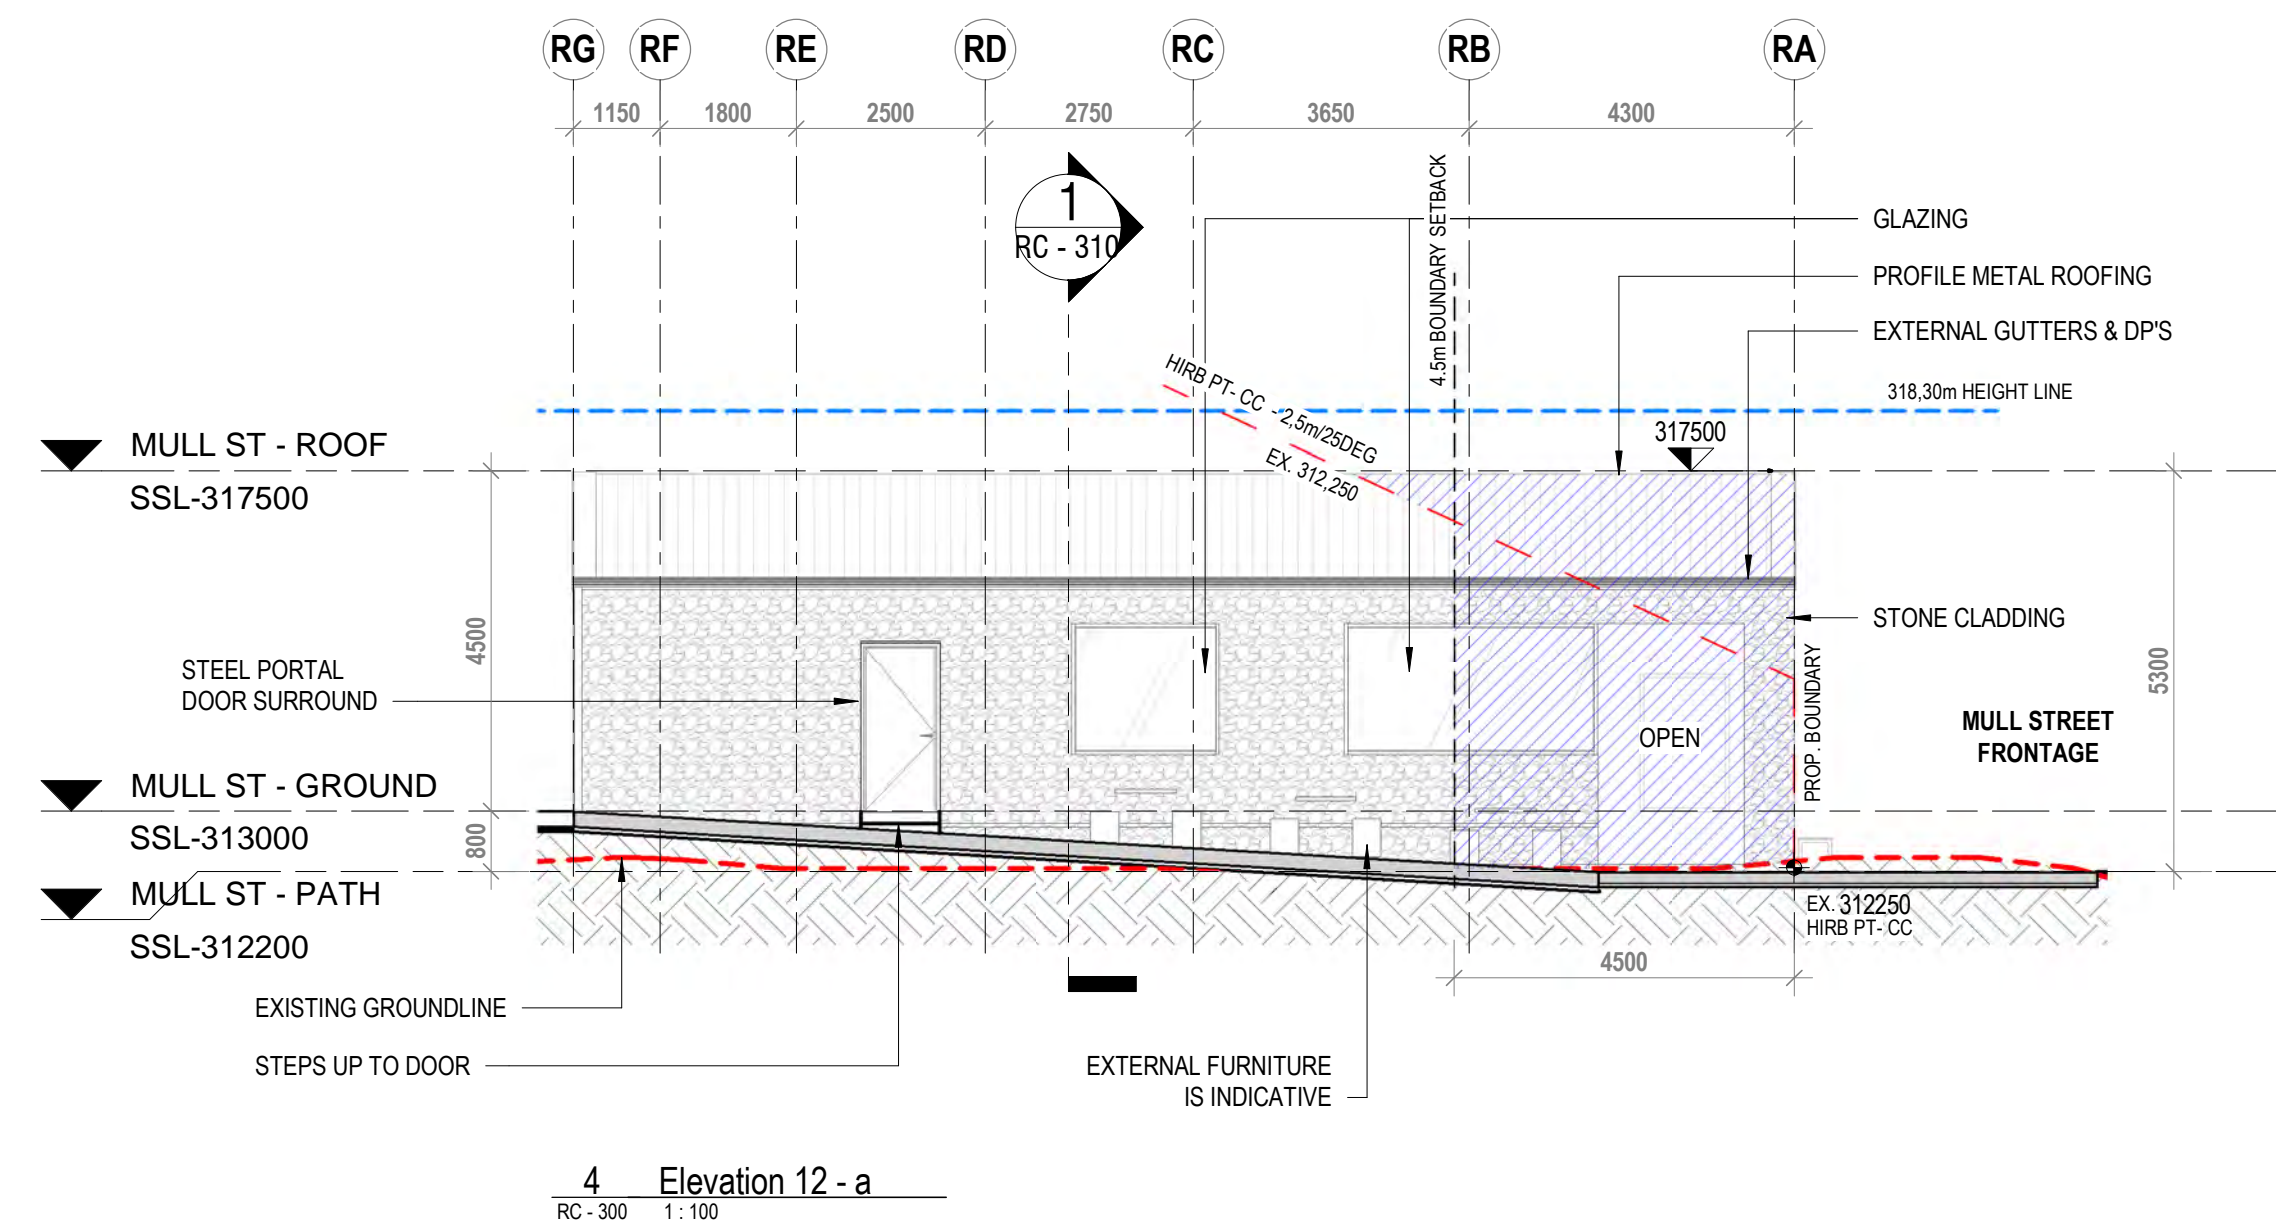 RG RF RE RD RC RB RA
1150 1800 2500 2750 3650 4300
1
RC - 310
4.5m BOUNDARY SETBACK
GLAZING
PROFILE METAL ROOFING
EXTERNAL GUTTERS & DP'S
318,30m HEIGHT LINE
HIRB PT- CC - 2,5m/25DEG
EX. 312,250
317500
MULL ST - ROOF
SSL-317500
4500
STONE CLADDING
STEEL PORTAL
DOOR SURROUND
PROP. BOUNDARY
5300
MULL STREET
FRONTAGE
OPEN
MULL ST - GROUND
SSL-313000
800
MULL ST - PATH
SSL-312200
EX. 312250
HIRB PT- CC
4500
EXISTING GROUNDLINE
STEPS UP TO DOOR
EXTERNAL FURNITURE
IS INDICATIVE
4 Elevation 12 - a
RC - 300 1 : 100